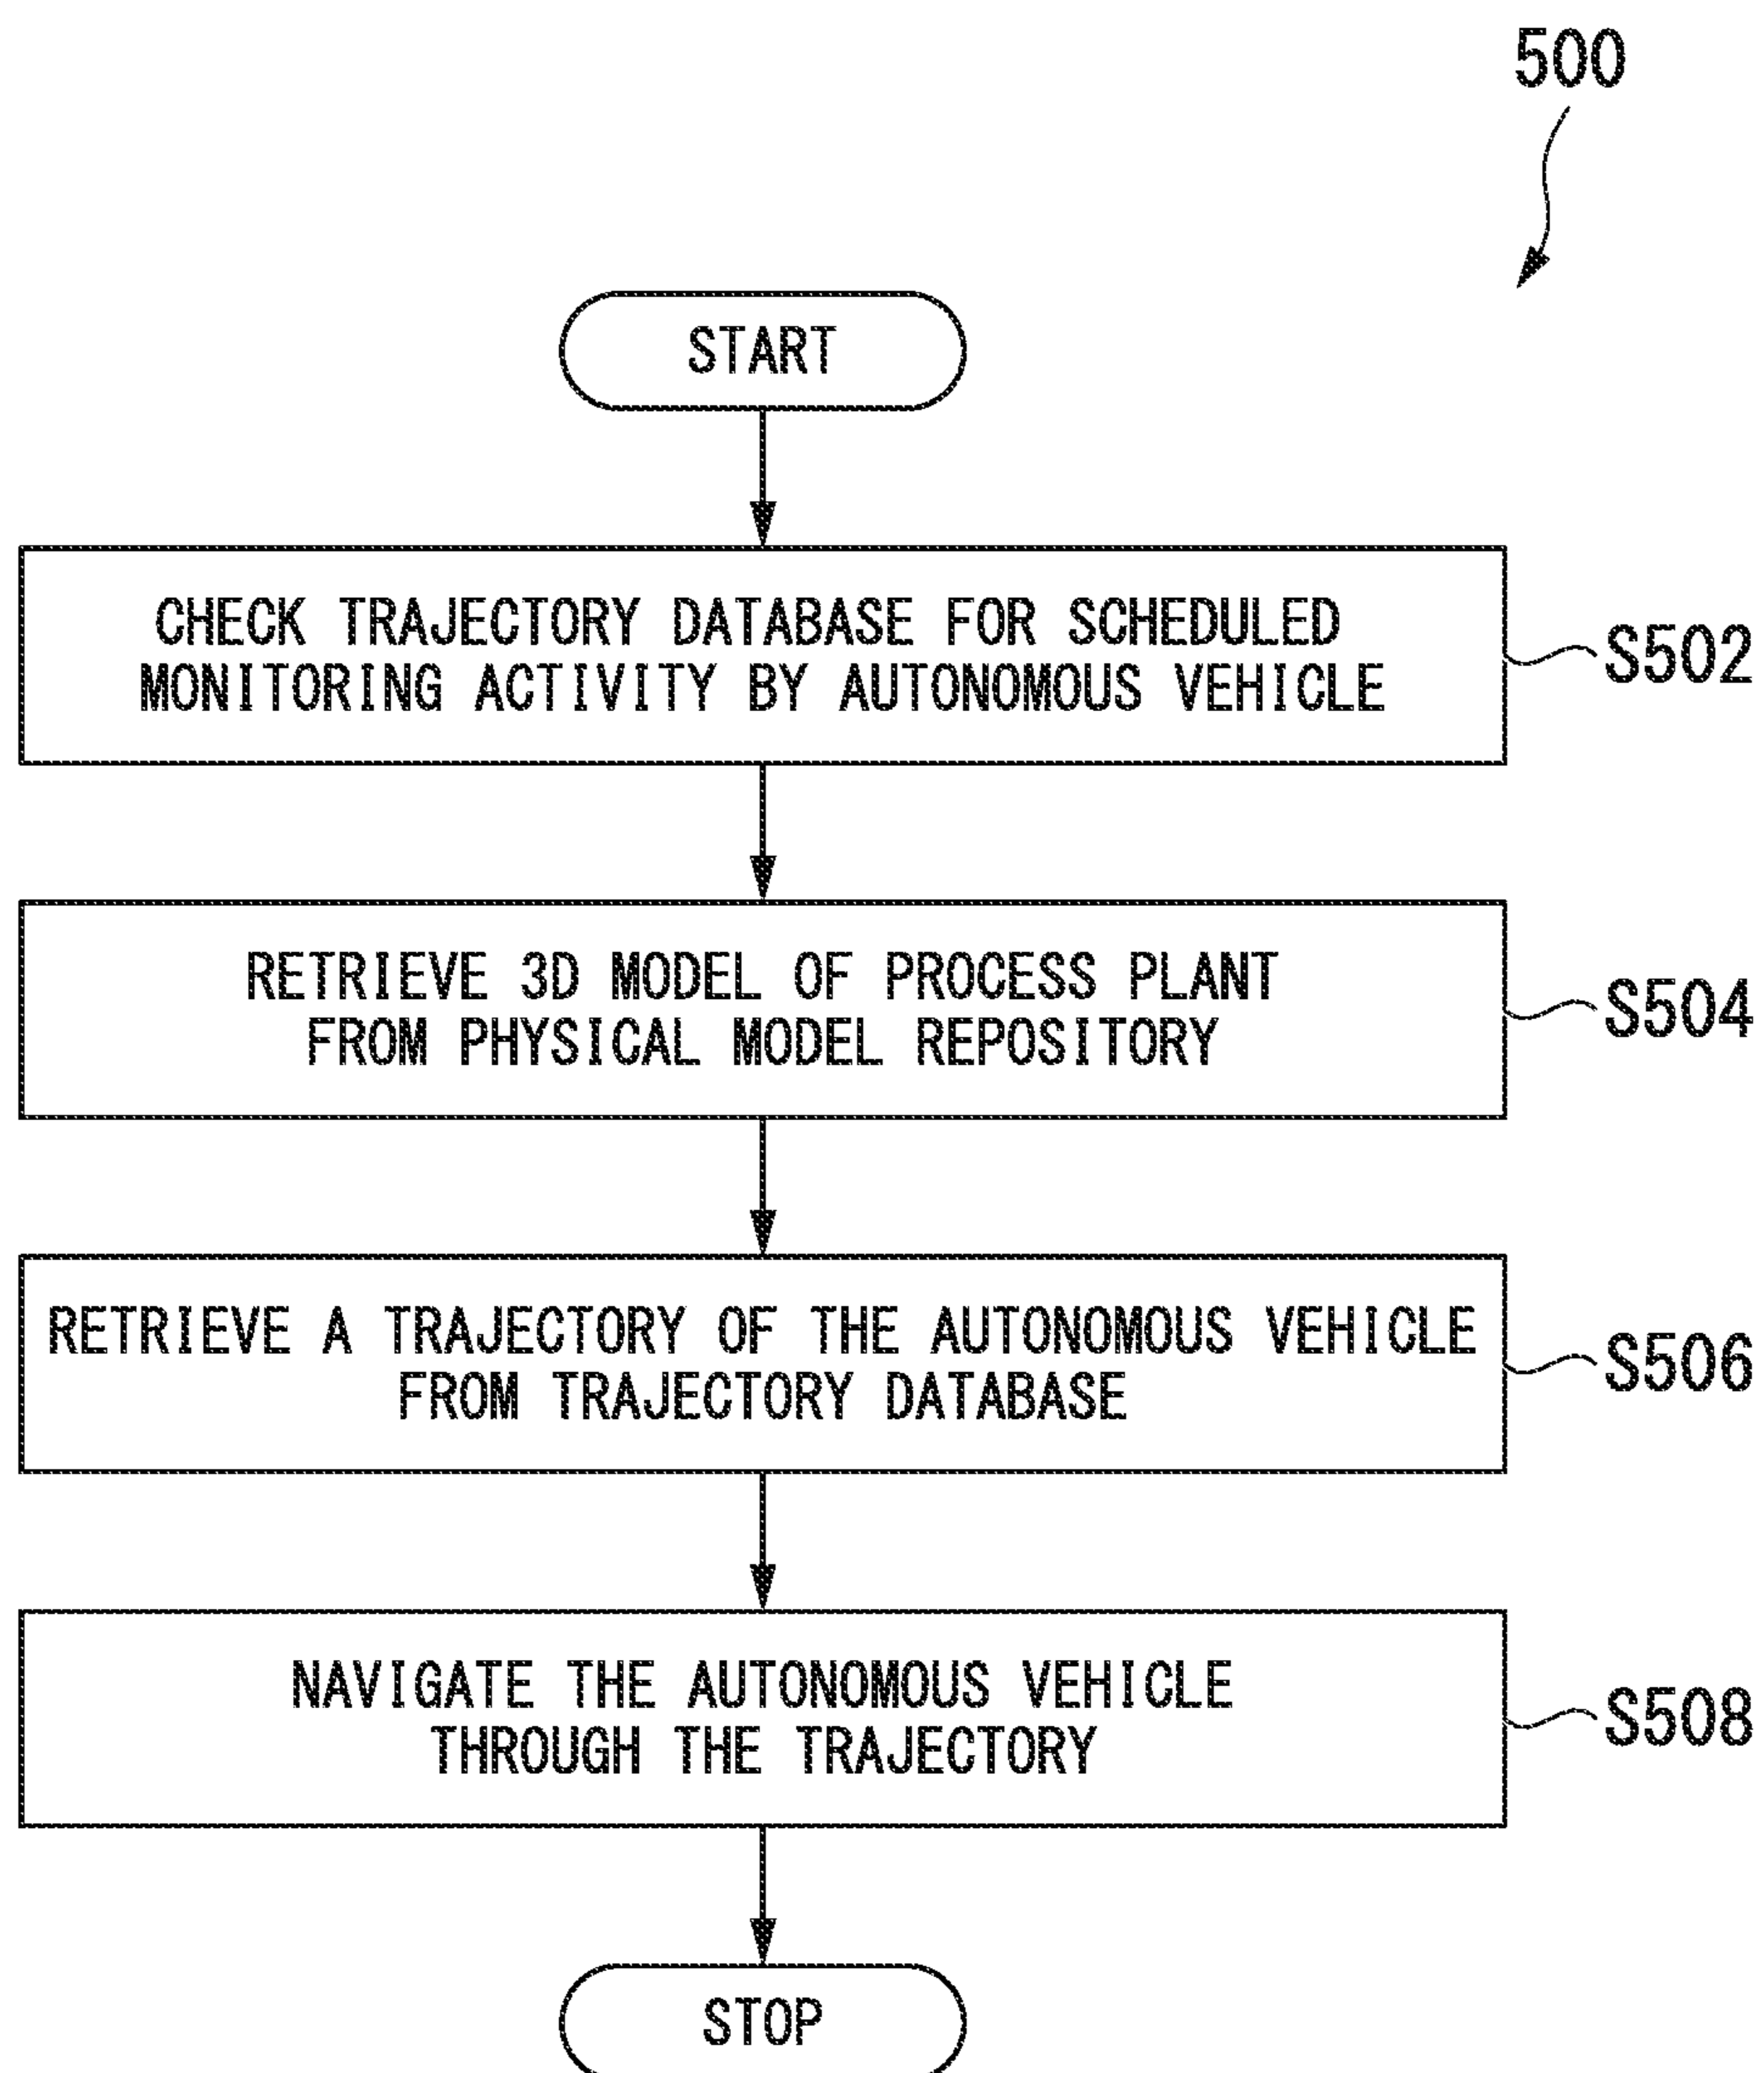 500
START
CHECK TRAJECTORY DATABASE FOR SCHEDULED
MONITORING ACTIVITY BY AUTONOMOUS VEHICLE
S502
RETRIEVE 3D MODEL OF PROCESS PLANT
FROM PHYSICAL MODEL REPOSITORY
S504
RETRIEVE A TRAJECTORY OF THE AUTONOMOUS VEHICLE
FROM TRAJECTORY DATABASE
S506
NAVIGATE THE AUTONOMOUS VEHICLE
THROUGH THE TRAJECTORY
S508
STOP